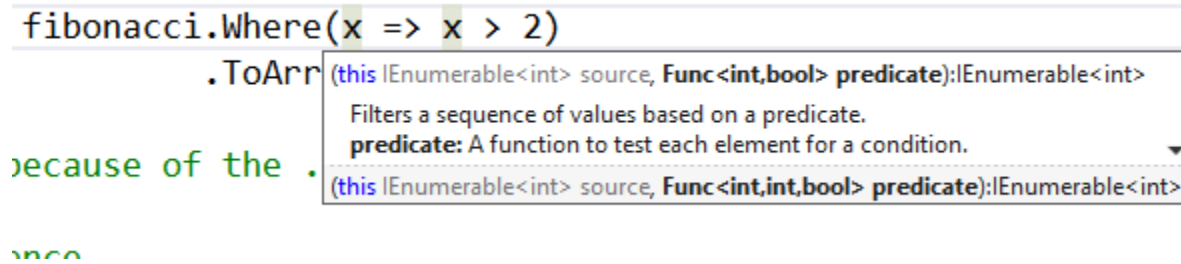 fibonacci.Where(x => x > 2)
.ToArr
(this IEnumerable<int> source, Func<int,bool> predicate):IEnumerable<int>
Filters a sequence of values based on a predicate.
predicate: A function to test each element for a condition.
because of the .
(this IEnumerable<int> source, Func<int,int,bool> predicate):IEnumerable<int>